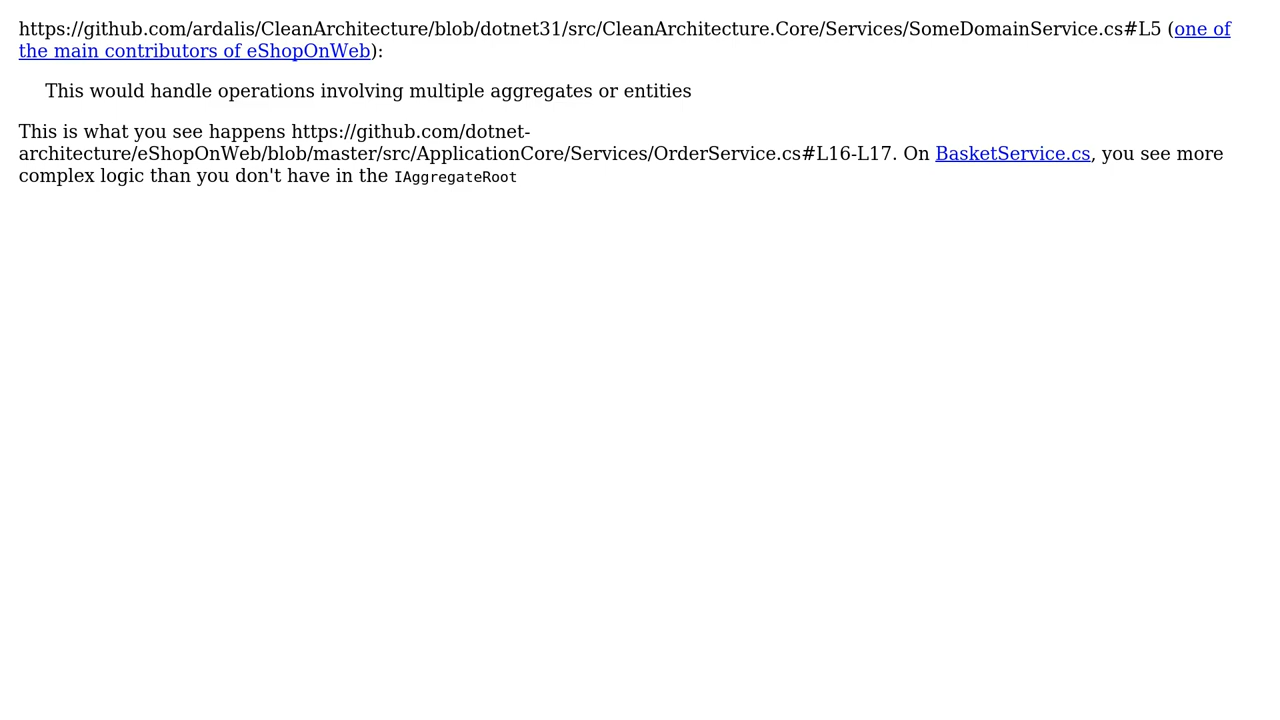 https://github.com/ardalis/CleanArchitecture/blob/dotnet31/src/CleanArchitecture.Core/Services/SomeDomainService.cs#L5 (one of
the main contributors of eShopOnWeb):
This would handle operations involving multiple aggregates or entities
This is what you see happens https://github.com/dotnet-
architecture/eShopOnWeb/blob/master/src/ApplicationCore/Services/OrderService.cs#L16-L17. On BasketService.cs, you see more
complex logic than you don't have in the IAggregateRoot